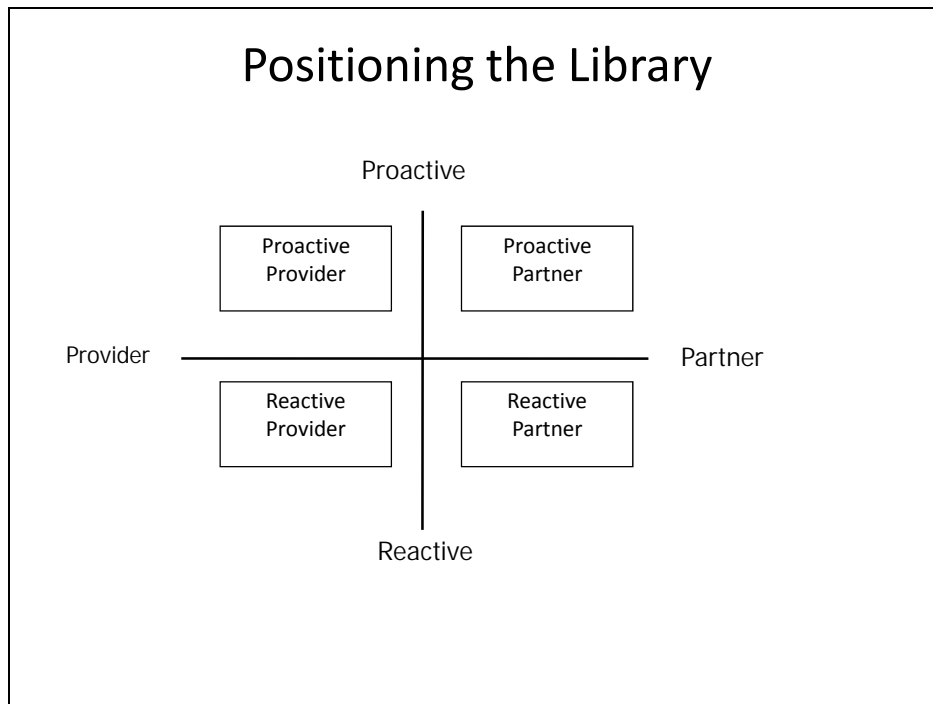 Positioning the Library
Proactive
Proactive
Provider
Proactive
Partner
Provider
Partner
Reactive
Provider
Reactive
Partner
Reactive